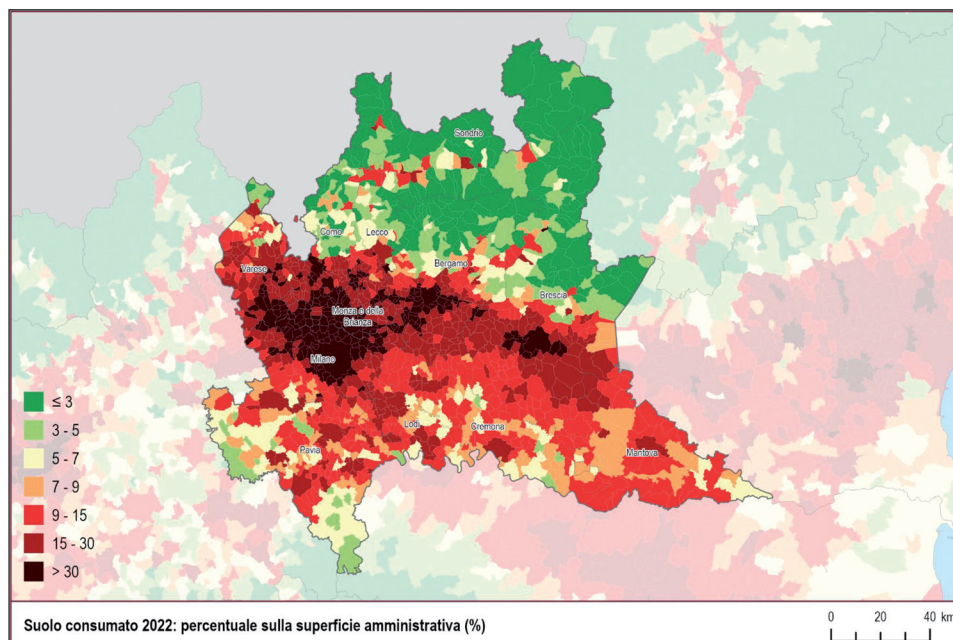 Sondrio
Como
Lecco
Varese
Bergamo
Brescia
Monza e della
Brianza
Milano
Lodi
Cremona
Pavia
Mantova
≤ 3
3 - 5
5 - 7
7 - 9
9 - 15
15 - 30
> 30
Suolo consumato 2022: percentuale sulla superficie amministrativa (%)
0 20 40 km